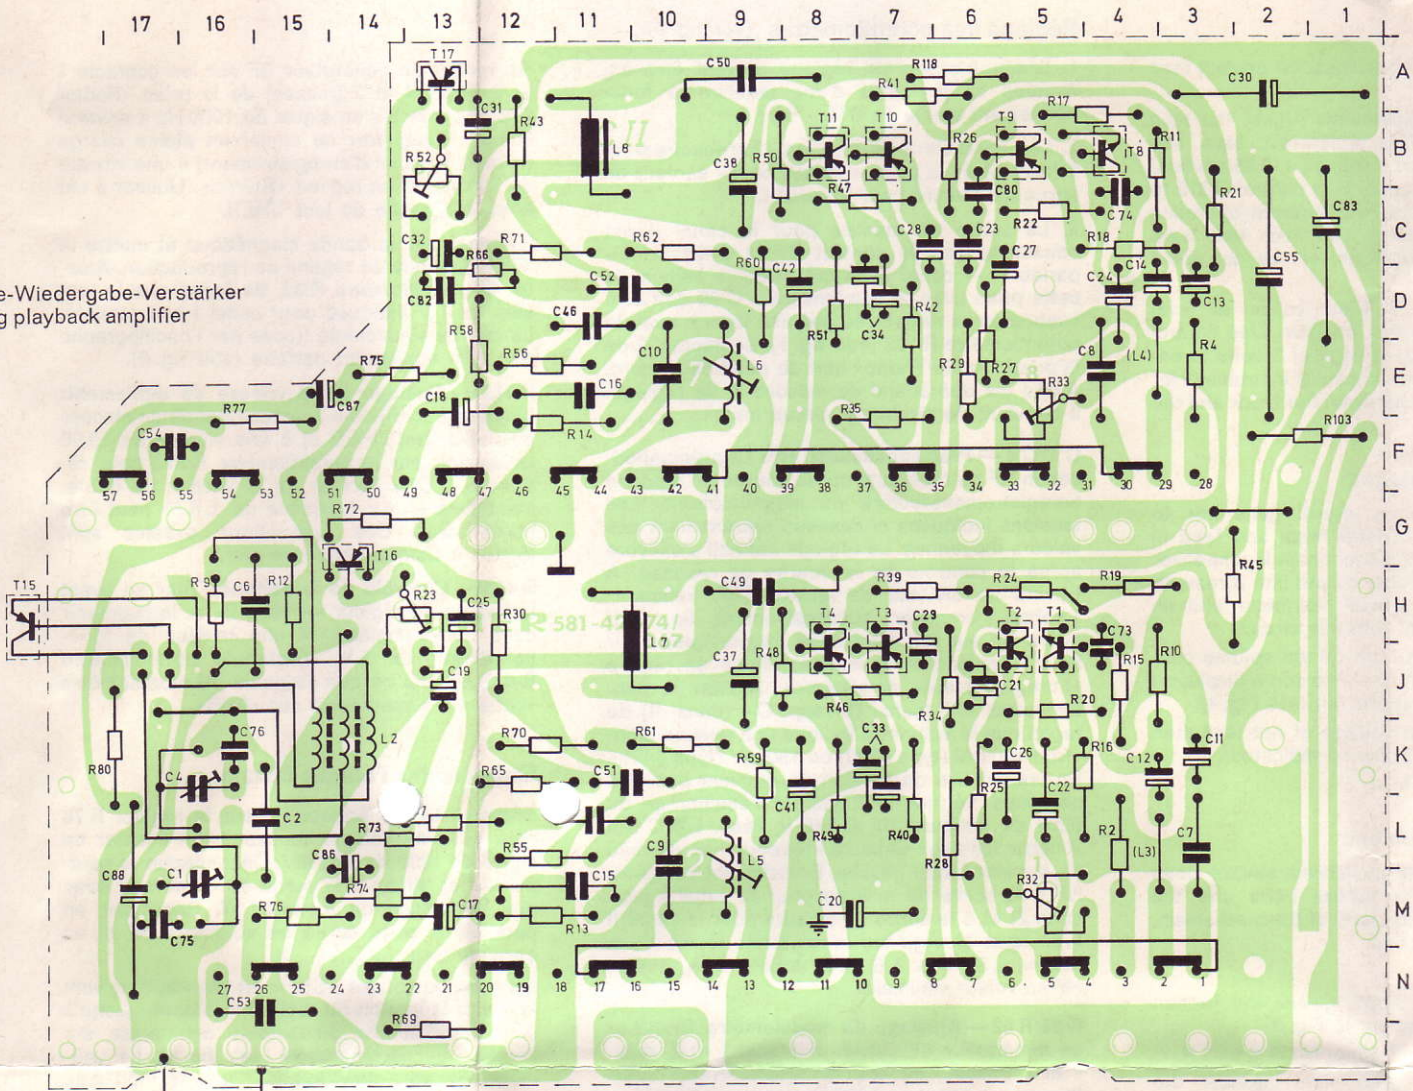 17 16 15 14 13 12 11 10 9 8 7 6 5 4 3 2 1
T17 C50 R118 C30 A
R41
C31 R43 R17
L8 T11 T10 R26 T9 T8 R11 B
R52 C38 R50
R47 C80 C74 R21
R22 C83
C32 R71 R62 C28 C23 R18 C
R66 C52 R60 C42 C27 C24 C14 C55
C82 C13 D
e-Wiedergabe-Verstärker
g playback amplifier
C46 R51 C34 R42
R58 C10 L6 R29 R27 C8 (L4) R4
R75 R56 7 8 R33 E
C87 C18 C16
R77 R14 R35 R103
C54 F
57 56 55 54 53 52 51 50 49 48 47 46 45 44 43 42 41 40 39 38 37 36 35 34 33 32 31 30 29 28
R72 G
T16
T15 R9 C6 R12 R23 C25 R30 C49 R39 R24 R19 R45
H
R 581-42
L7 T4 T3 C29 T2 T1 C73
C19 C37 R48 R15 R10
C21 J
R46 R34 R20
C76 L2 R70 R61 C33 C26 R16 C11
R80 C4 R65 C51 R59 C12 K
C41 R25 C22
C2 R73 R49 R40 R2 (L3) C7 L
C88 C1 C86 R55 C9 2 L5 R28 1
R74 C15 R32
R76 C17 R13 C20 M
C75
27 26 25 24 23 22 21 20 19 18 17 16 15 14 13 12 11 10 9 8 7 6 5 4 3 2 1
C53 N
R69